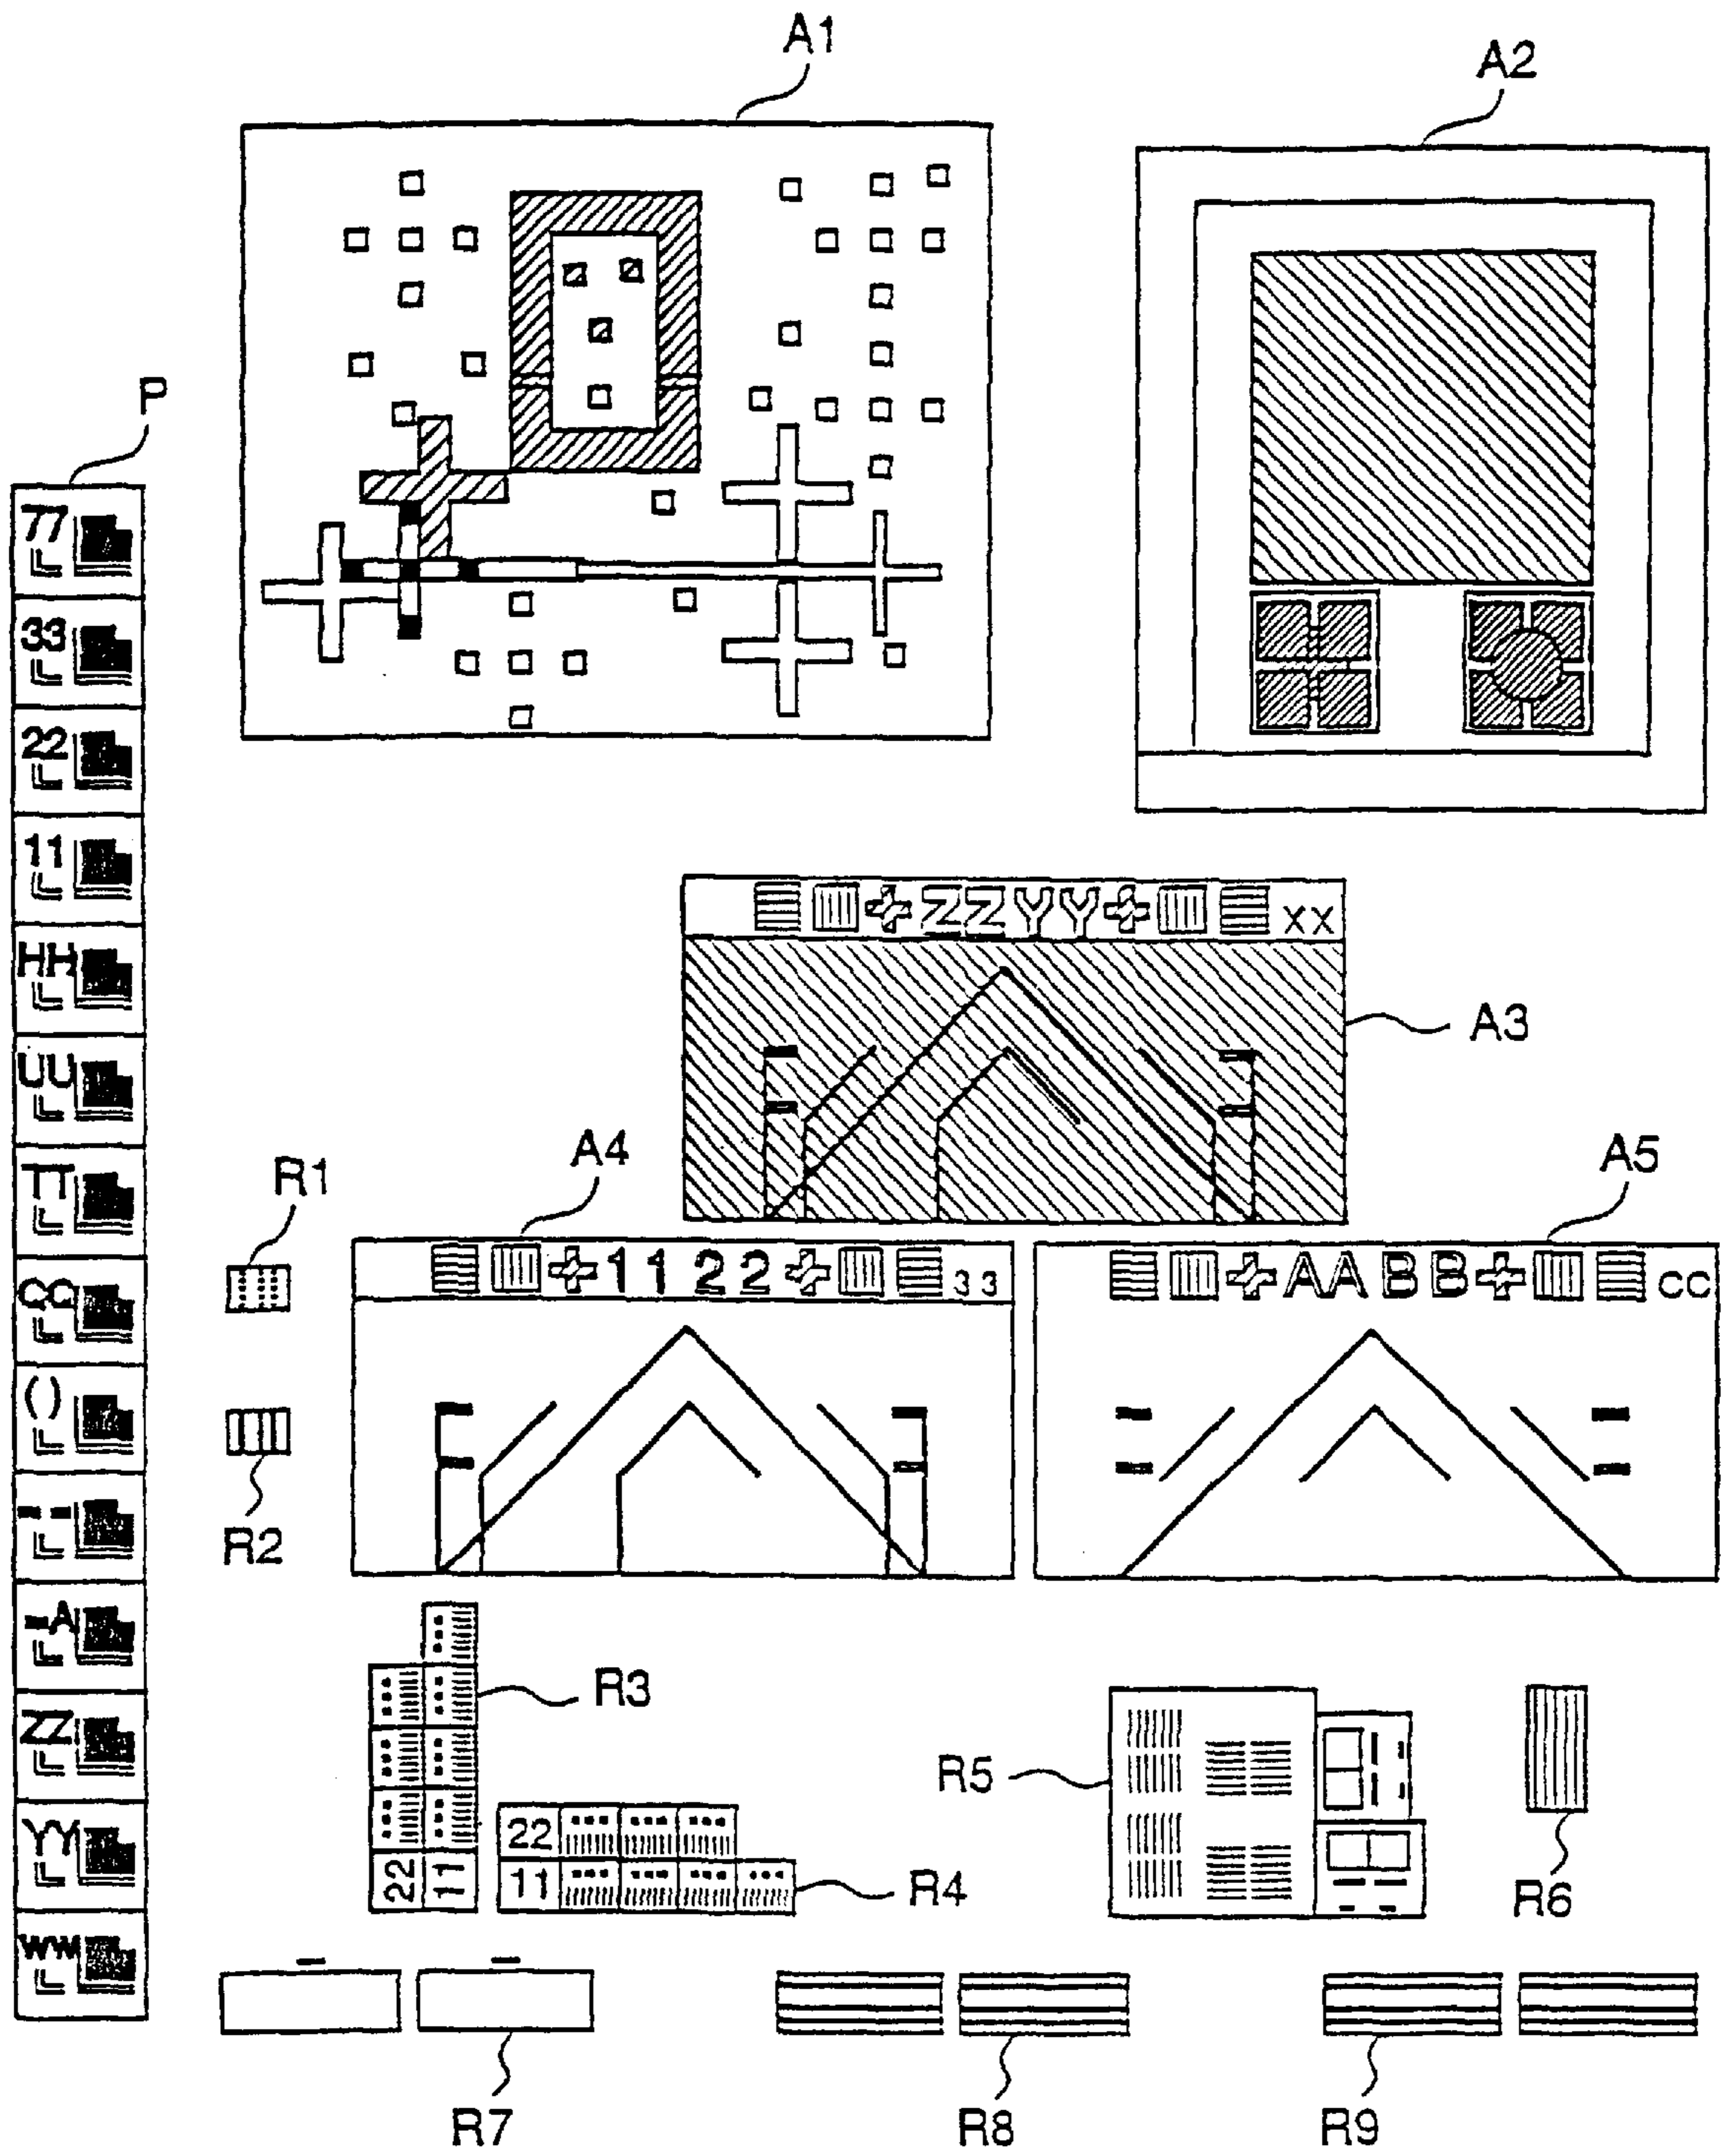 A1
A2
P
77
33
22
11
HH
UU
TT
QQ
()
--
-A
ZZ
YY
WW
ZZ YY XX
A3
A4
R1
11 22 33
A5
AA BB CC
R2
R3
22
11
22
11
R4
R5
R6
R7
R8
R9